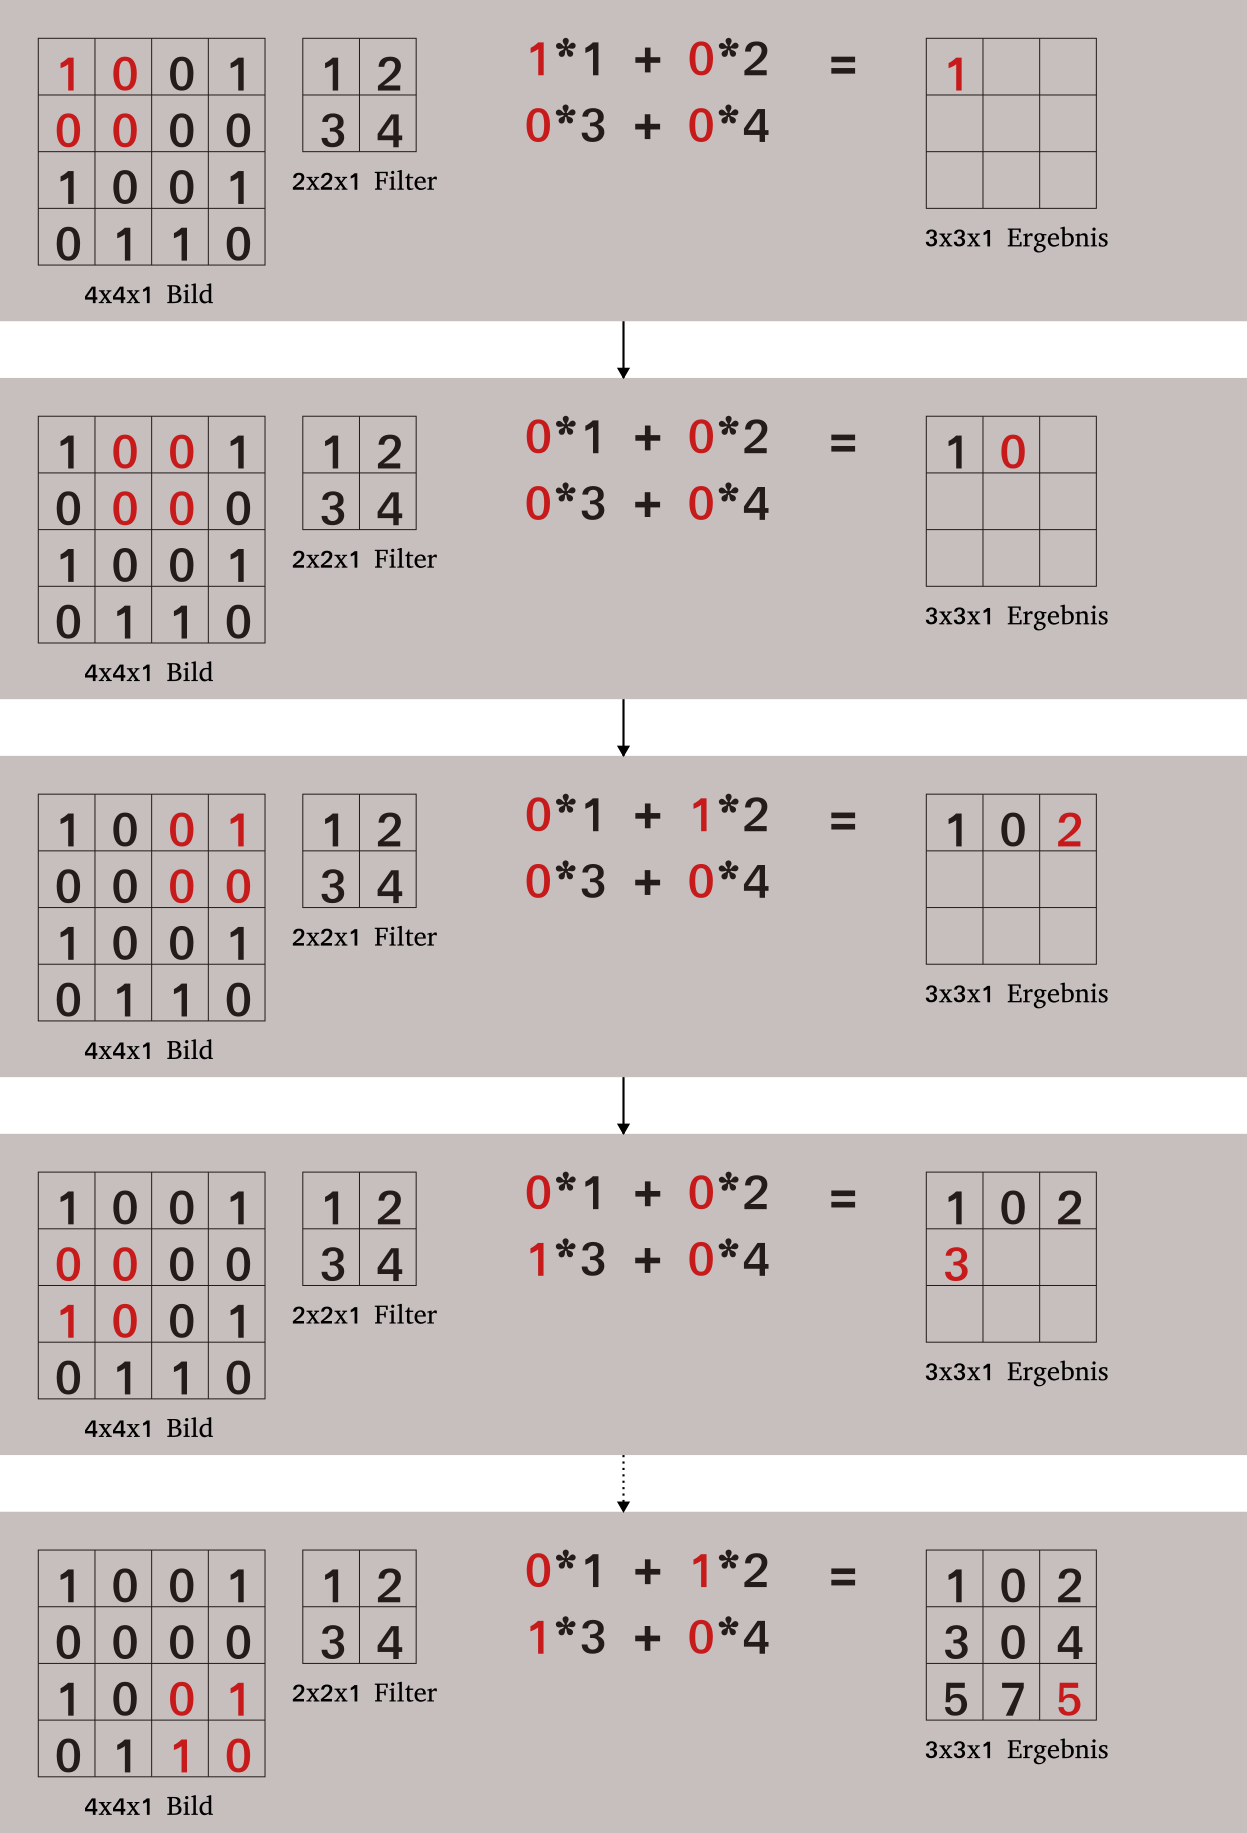 1 0 0 1 1 2 1*1 + 0*2 = 1
0 0 0 0 3 4 0*3 + 0*4
1 0 0 1 2x2x1 Filter
0 1 1 0 3x3x1 Ergebnis
4x4x1 Bild
1 0 0 1 1 2 0*1 + 0*2 = 1 0
0 0 0 0 3 4 0*3 + 0*4
1 0 0 1 2x2x1 Filter
0 1 1 0 3x3x1 Ergebnis
4x4x1 Bild
1 0 0 1 1 2 0*1 + 1*2 = 1 0 2
0 0 0 0 3 4 0*3 + 0*4
1 0 0 1 2x2x1 Filter
0 1 1 0 3x3x1 Ergebnis
4x4x1 Bild
1 0 0 1 1 2 0*1 + 0*2 = 1 0 2
0 0 0 0 3 4 1*3 + 0*4 3
1 0 0 1 2x2x1 Filter
0 1 1 0 3x3x1 Ergebnis
4x4x1 Bild
1 0 0 1 1 2 0*1 + 1*2 = 1 0 2
0 0 0 0 3 4 1*3 + 0*4 3 0 4
1 0 0 1 2x2x1 Filter 5 7 5
0 1 1 0 3x3x1 Ergebnis
4x4x1 Bild